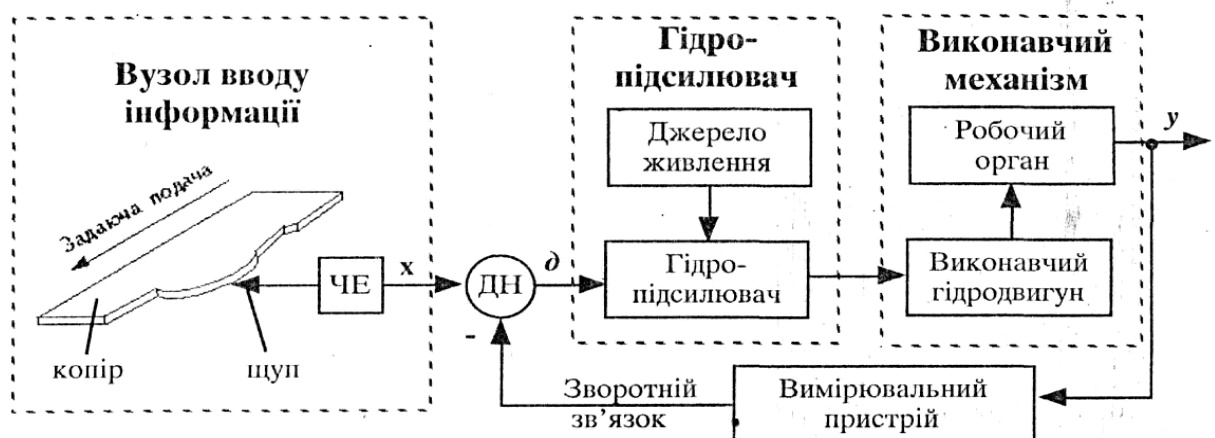 Вузол вводу
інформації
Задаюча подача
копір
щуп
ЧЕ
x
ДН
-
д
Гідро-
підсилювач
Джерело
живлення
Гідро-
підсилювач
Виконавчий
механізм
Робочий
орган
Виконавчий
гідродвигун
y
Зворотній
зв’язок
Вимірювальний
пристрій